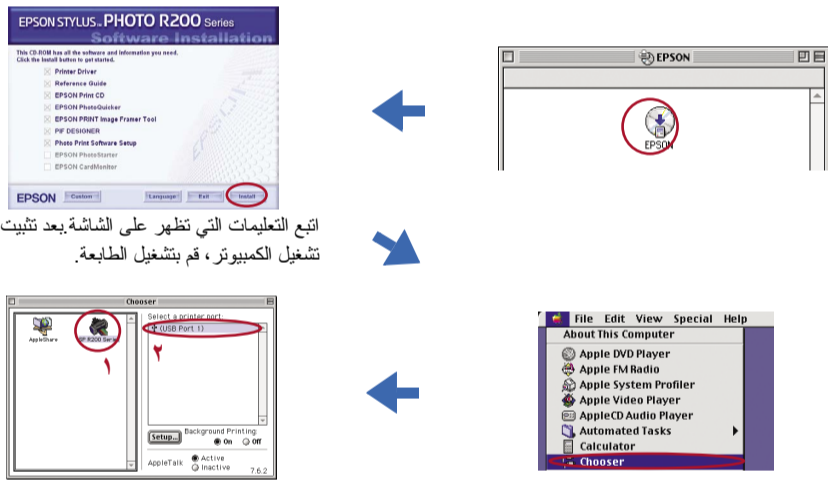 EPSON
EPSON
EPSON STYLUS™ PHOTO R200 Series
Software Installation
This CD-ROM has all the software and information you need.
Click the Install button to get started.
Printer Driver
Reference Guide
EPSON Print CD
EPSON PhotoQuicker
EPSON PRINT Image Framer Tool
PIF DESIGNER
Photo Print Software Setup
EPSON PhotoStarter
EPSON CardMonitor
EPSON Custom Language Exit Install
اتبع التعليمات التي تظهر على الشاشة.بعد تثبيت
تشغيل الكمبيوتر، قم بتشغيل الطابعة.
File Edit View Special Help
About This Computer
Apple DVD Player
Apple FM Radio
Apple System Profiler
Apple Video Player
AppleCD Audio Player
Automated Tasks
Calculator
Chooser
Chooser
Select a printer port:
(USB Port 1)
AppleShare
SP R200 Series
١
٢
Setup...
Background Printing:
On Off
AppleTalk
Active
Inactive
7.6.2